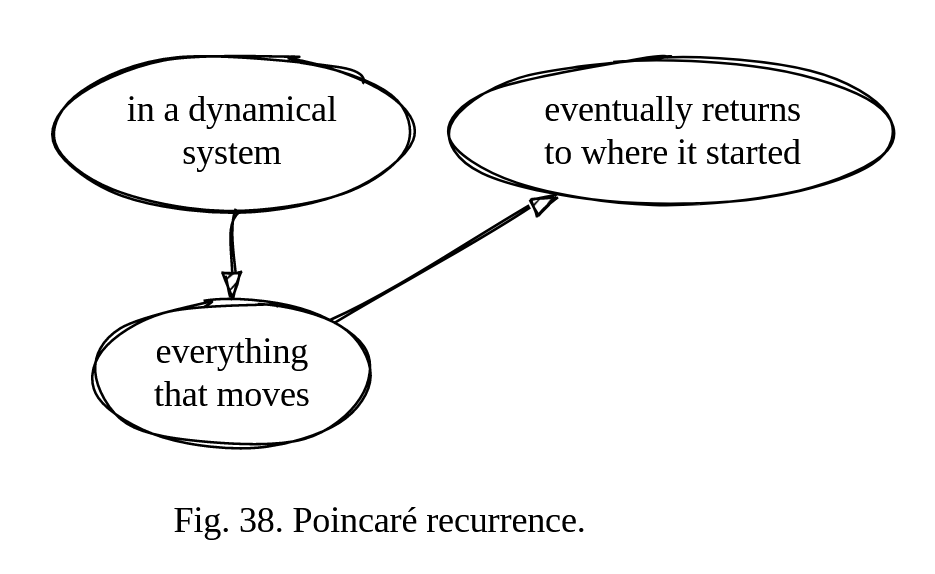 in a dynamical
system
everything
that moves
eventually returns
to where it started
Fig. 38. Poincaré recurrence.